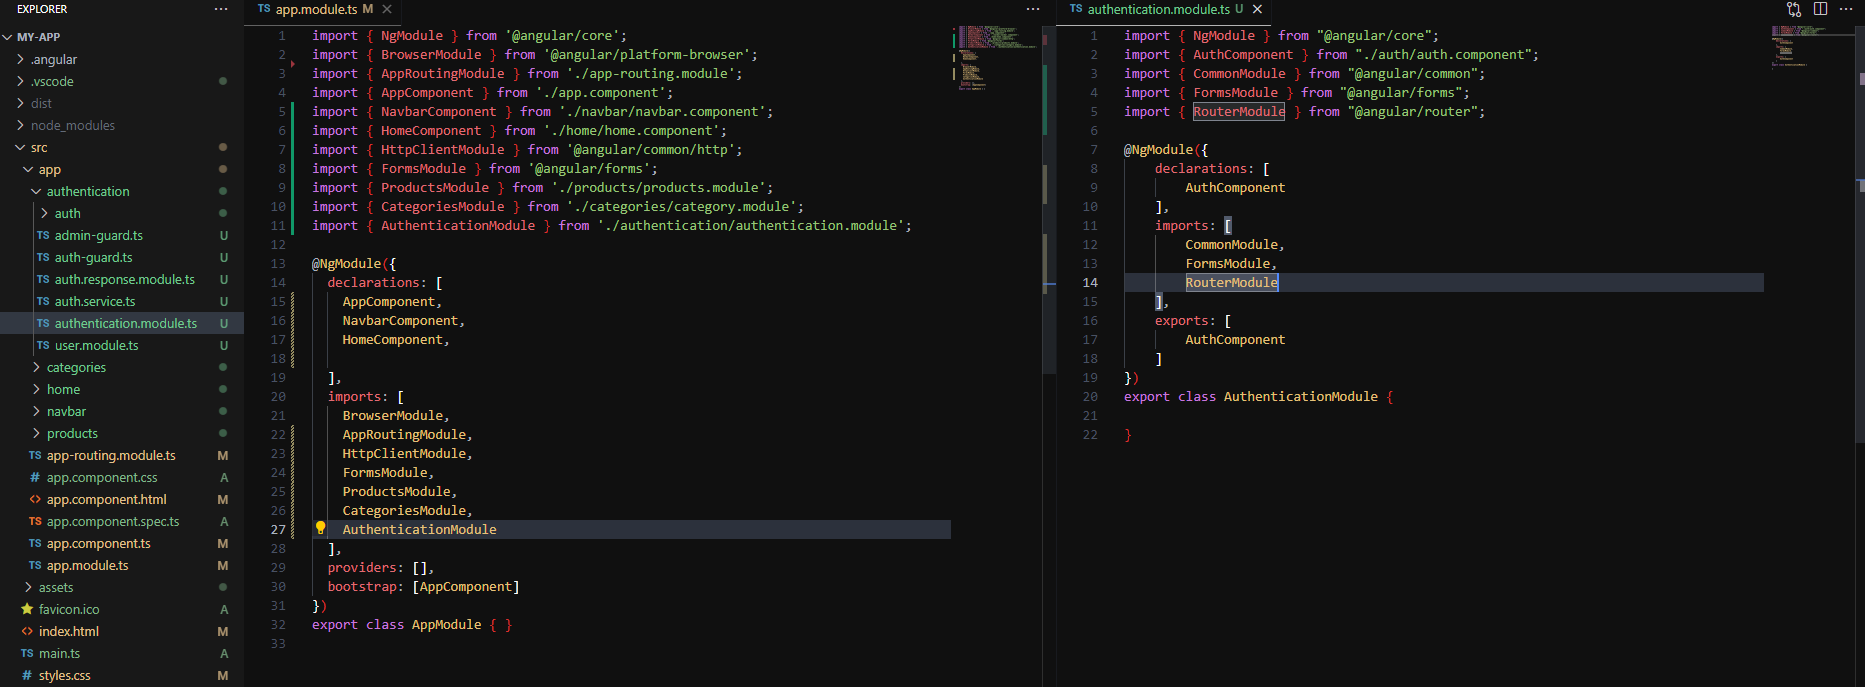 EXPLORER
MY-APP
.angular
.vscode
dist
node_modules
src
app
authentication
auth
TS admin-guard.ts U
TS auth-guard.ts U
TS auth.response.module.ts U
TS auth.service.ts U
TS authentication.module.ts U
TS user.module.ts U
categories
home
navbar
products
TS app-routing.module.ts M
# app.component.css A
<> app.component.html M
TS app.component.spec.ts A
TS app.component.ts M
TS app.module.ts M
assets
favicon.ico A
<> index.html M
TS main.ts A
# styles.css M
TS app.module.ts M
1 import { NgModule } from '@angular/core';
2 import { BrowserModule } from '@angular/platform-browser';
3 import { AppRoutingModule } from './app-routing.module';
4 import { AppComponent } from './app.component';
5 import { NavbarComponent } from './navbar/navbar.component';
6 import { HomeComponent } from './home/home.component';
7 import { HttpClientModule } from '@angular/common/http';
8 import { FormsModule } from '@angular/forms';
9 import { ProductsModule } from './products/products.module';
10 import { CategoriesModule } from './categories/category.module';
11 import { AuthenticationModule } from './authentication/authentication.module';
12
13 @NgModule({
14 declarations: [
15 AppComponent,
16 NavbarComponent,
17 HomeComponent,
18
19 ],
20 imports: [
21 BrowserModule,
22 AppRoutingModule,
23 HttpClientModule,
24 FormsModule,
25 ProductsModule,
26 CategoriesModule,
27 AuthenticationModule
28 ],
29 providers: [],
30 bootstrap: [AppComponent]
31 })
32 export class AppModule { }
33
TS authentication.module.ts U
1 import { NgModule } from "@angular/core";
2 import { AuthComponent } from "./auth/auth.component";
3 import { CommonModule } from "@angular/common";
4 import { FormsModule } from "@angular/forms";
5 import { RouterModule } from "@angular/router";
6
7 @NgModule({
8 declarations: [
9 AuthComponent
10 ],
11 imports: [
12 CommonModule,
13 FormsModule,
14 RouterModule
15 ],
16 exports: [
17 AuthComponent
18 ]
19 })
20 export class AuthenticationModule {
21
22 }